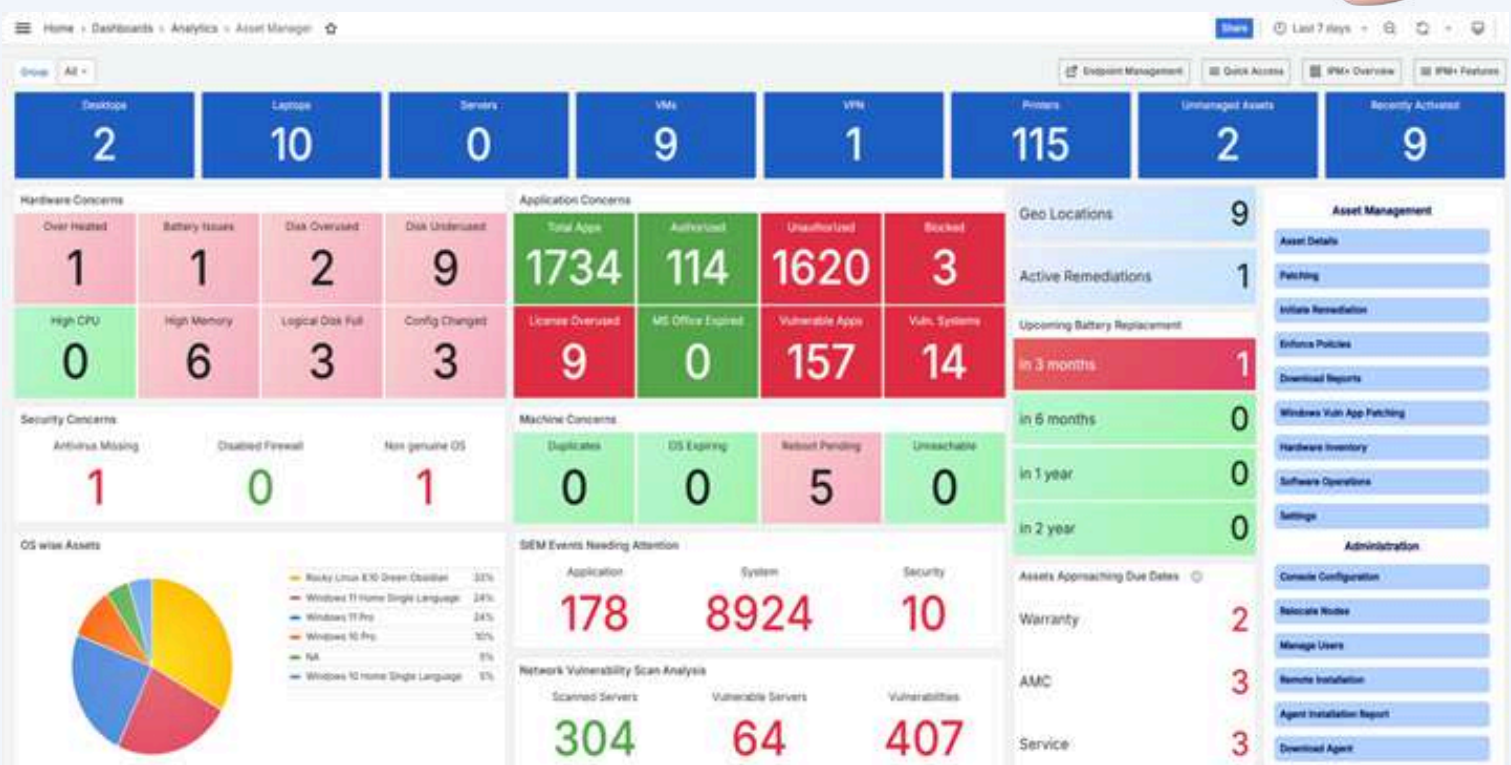 Home › Dashboards › Analytics › Asset Manager
Share
Last 7 days
Group
All
Endpoint Management
Quick Access
IPM+ Overview
IPM+ Features
Desktops
2
Laptops
10
Servers
0
VMs
9
VPN
1
Printers
115
Unmanaged Assets
2
Recently Activated
9
Hardware Concerns
Over Heated
1
Battery Issues
1
Disk Overused
2
Disk Underused
9
High CPU
0
High Memory
6
Logical Disk Full
3
Config Changed
3
Application Concerns
Total Apps
1734
Authorized
114
Unauthorized
1620
Blocked
3
License Overused
9
MS Office Expired
0
Vulnerable Apps
157
Vuln. Systems
14
Geo Locations 9
Active Remediations 1
Upcoming Battery Replacement
in 3 months 1
in 6 months 0
in 1 year 0
in 2 year 0
Security Concerns
Antivirus Missing
1
Disabled Firewall
0
Non genuine OS
1
Machine Concerns
Duplicates
0
OS Expiring
0
Reboot Pending
5
Unreachable
0
OS wise Assets
Rocky Linux 8.10 Green Obsidian 33%
Windows 11 Home Single Language 24%
Windows 11 Pro 24%
Windows 10 Pro 10%
NA 5%
Windows 10 Home Single Language 5%
SIEM Events Needing Attention
Application
178
System
8924
Security
10
Network Vulnerability Scan Analysis
Scanned Servers
304
Vulnerable Servers
64
Vulnerabilities
407
Assets Approaching Due Dates
Warranty 2
AMC 3
Service 3
Asset Management
Asset Details
Patching
Initiate Remediation
Enforce Policies
Download Reports
Windows Vuln App Patching
Hardware Inventory
Software Operations
Settings
Administration
Console Configuration
Relocate Nodes
Manage Users
Remote Installation
Agent Installation Report
Download Agent